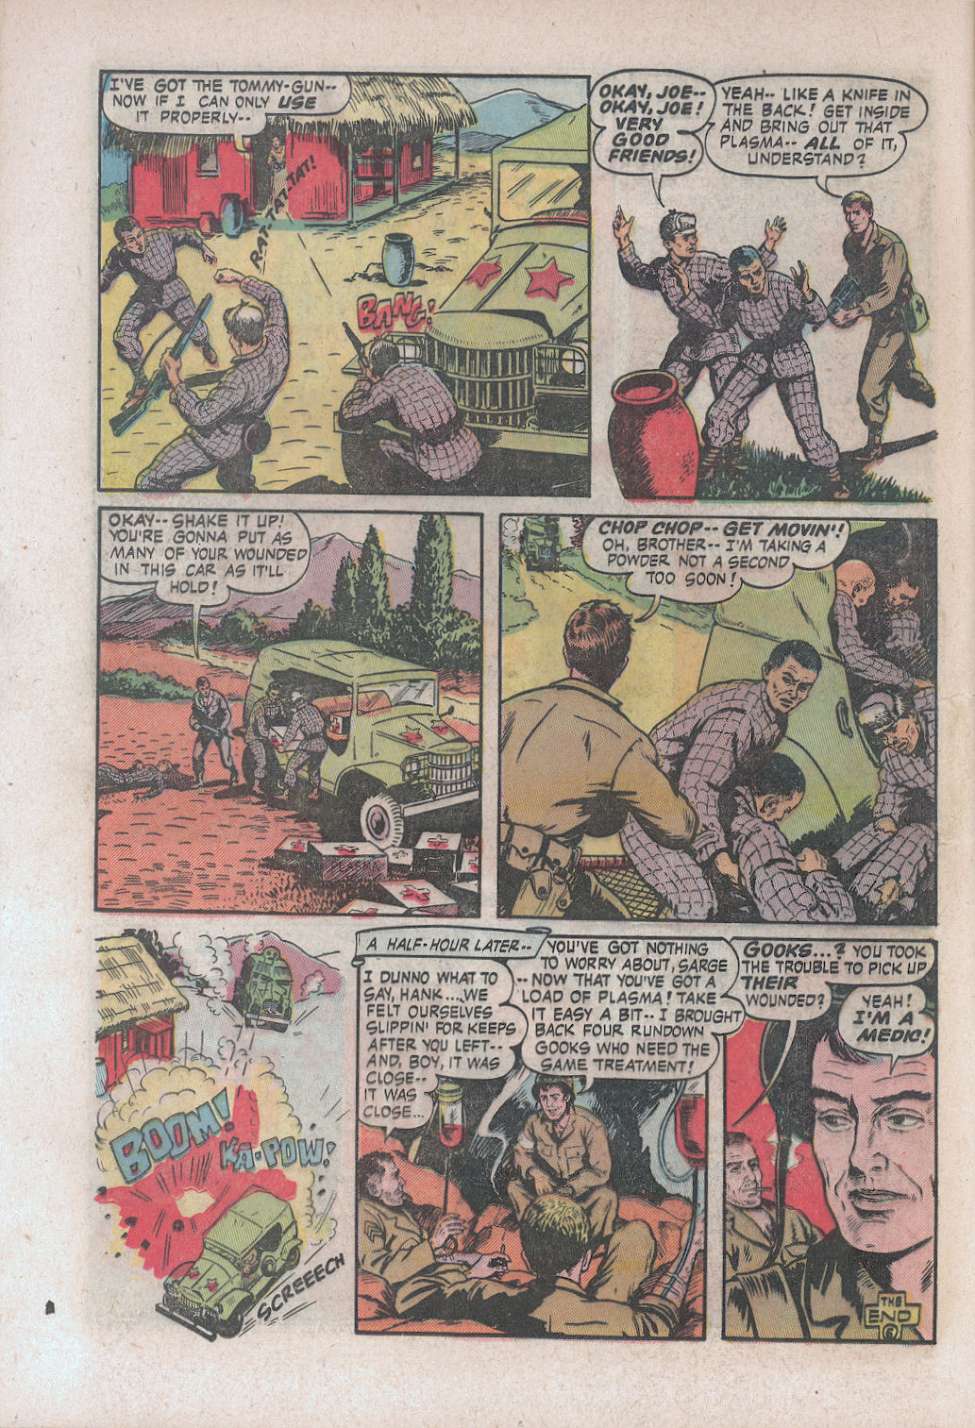 I'VE GOT THE TOMMY-GUN--
NOW IF I CAN ONLY USE
IT PROPERLY--
RAT-TAT-TAT!
BANG!
OKAY, JOE--
OKAY, JOE!
VERY
GOOD
FRIENDS!
YEAH-- LIKE A KNIFE IN
THE BACK! GET INSIDE
AND BRING OUT THAT
PLASMA-- ALL OF IT,
UNDERSTAND?
OKAY-- SHAKE IT UP!
YOU'RE GONNA PUT AS
MANY OF YOUR WOUNDED
IN THIS CAR AS IT'LL
HOLD!
CHOP CHOP-- GET MOVIN'!
OH, BROTHER-- I'M TAKING A
POWDER NOT A SECOND
TOO SOON!
BOOM!
KA-POW!
SCREEECH
A HALF-HOUR LATER--
I DUNNO WHAT TO
SAY, HANK...WE
FELT OURSELVES
SLIPPIN' FOR KEEPS
AFTER YOU LEFT--
AND, BOY, IT WAS
CLOSE--
IT WAS
CLOSE...
YOU'VE GOT NOTHING
TO WORRY ABOUT, SARGE
--NOW THAT YOU'VE GOT A
LOAD OF PLASMA! TAKE
IT EASY A BIT-- I BROUGHT
BACK FOUR RUNDOWN
GOOKS WHO NEED THE
SAME TREATMENT!
GOOKS...? YOU TOOK
THE TROUBLE TO PICK UP
THEIR
WOUNDED?
YEAH!
I'M A
MEDIC!
THE
END